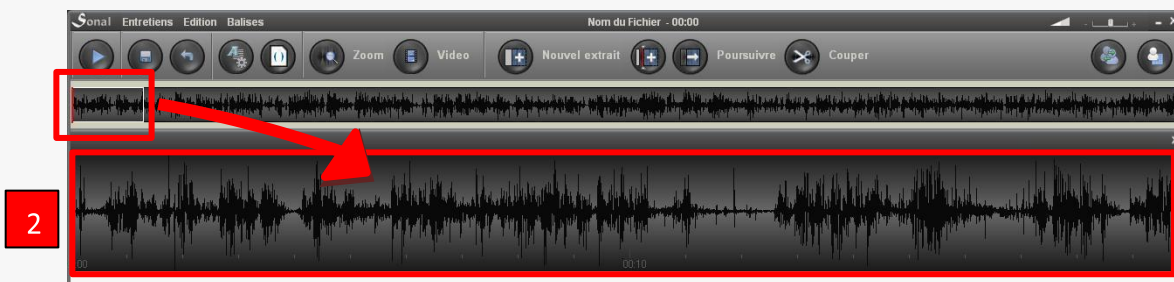 Sonal Entretiens Edition Balises Nom du Fichier - 00:00 - +
Zoom Video Nouvel extrait Poursuivre Couper
2
00 00:10